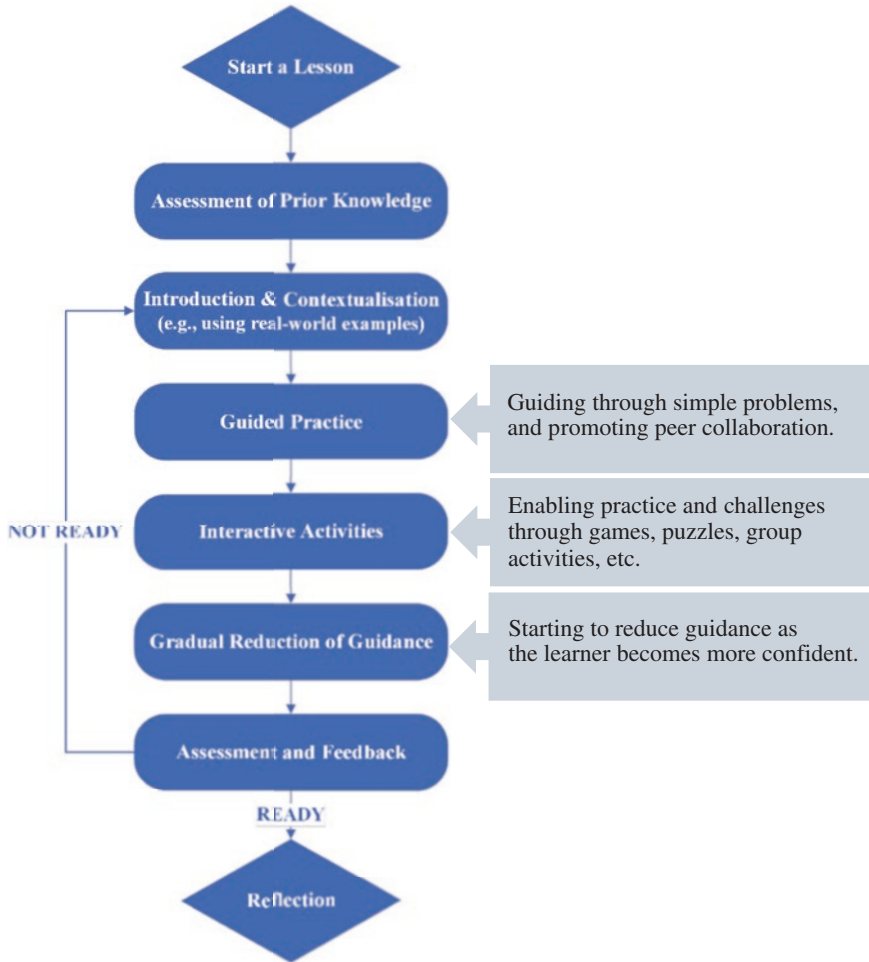 Start a Lesson
Assessment of Prior Knowledge
Introduction & Contextualisation
(e.g., using real-world examples)
Guided Practice
Guiding through simple problems,
and promoting peer collaboration.
Interactive Activities
Enabling practice and challenges
through games, puzzles, group
activities, etc.
NOT READY
Gradual Reduction of Guidance
Starting to reduce guidance as
the learner becomes more confident.
Assessment and Feedback
READY
Reflection